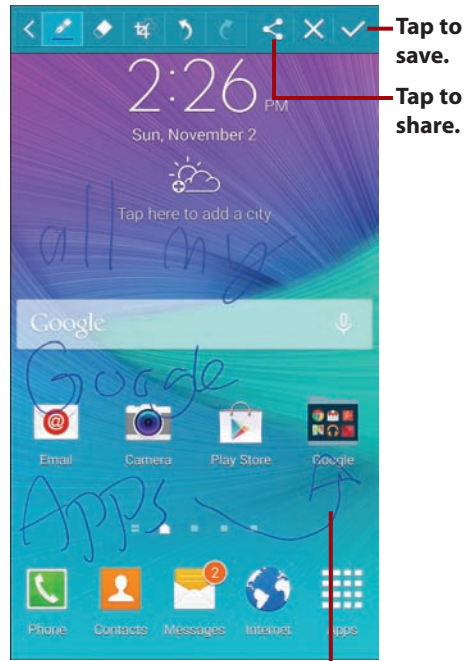 Tap to
save.
Tap to
share.
2:26 PM
Sun, November 2
Tap here to add a city
all my
Google
Google
Email Camera Play Store Google
Apps
2
Phone Contacts Messages Internet Apps